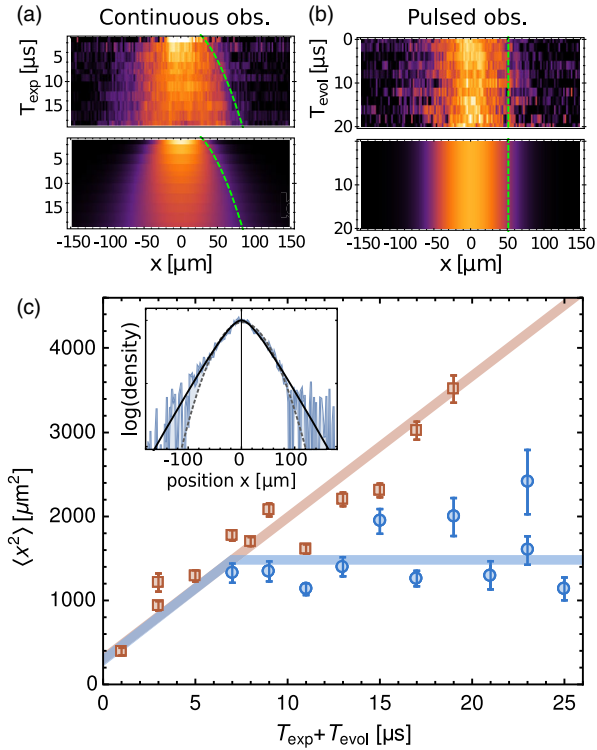 (a) Continuous obs. (b) Pulsed obs.
T_exp [μs]
5
10
15
T_evol [μs]
0
10
20
5
10
15
10
20
-150 -100 -50 0 50 100 150
x [μm]
-150 -100 -50 0 50 100 150
x [μm]
(c)
⟨x²⟩ [μm²]
4000
3000
2000
1000
0
log(density)
-100 0 100
position x [μm]
0 5 10 15 20 25
T_exp+T_evol [μs]